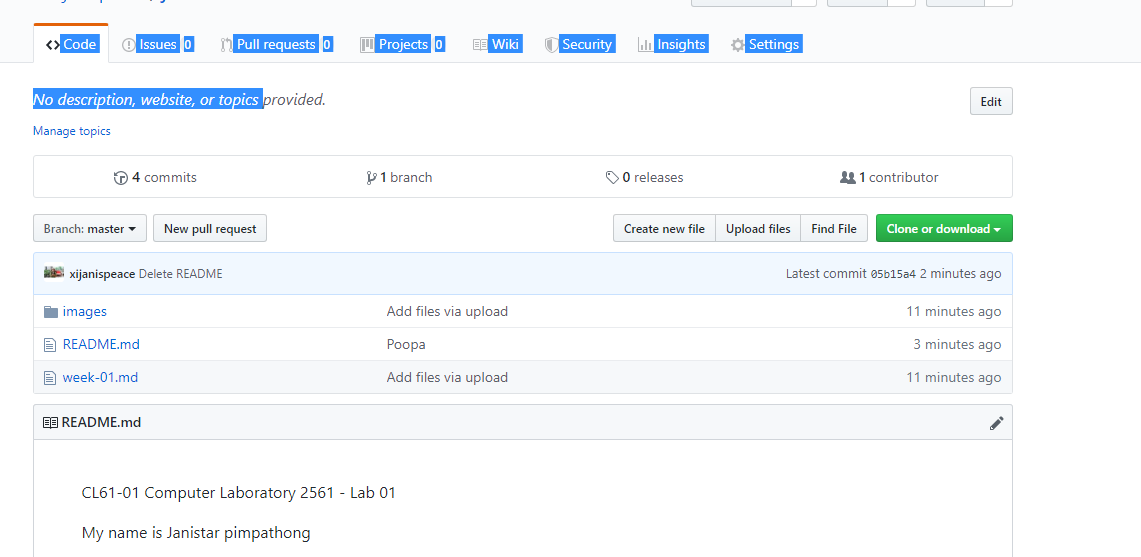 Code Issues 0 Pull requests 0 Projects 0 Wiki Security Insights Settings
No description, website, or topics provided.
Edit
Manage topics
4 commits 1 branch 0 releases 1 contributor
Branch: master New pull request Create new file Upload files Find File Clone or download
xijanispeace Delete README Latest commit 05b15a4 2 minutes ago
images Add files via upload 11 minutes ago
README.md Poopa 3 minutes ago
week-01.md Add files via upload 11 minutes ago
README.md
CL61-01 Computer Laboratory 2561 - Lab 01
My name is Janistar pimpathong